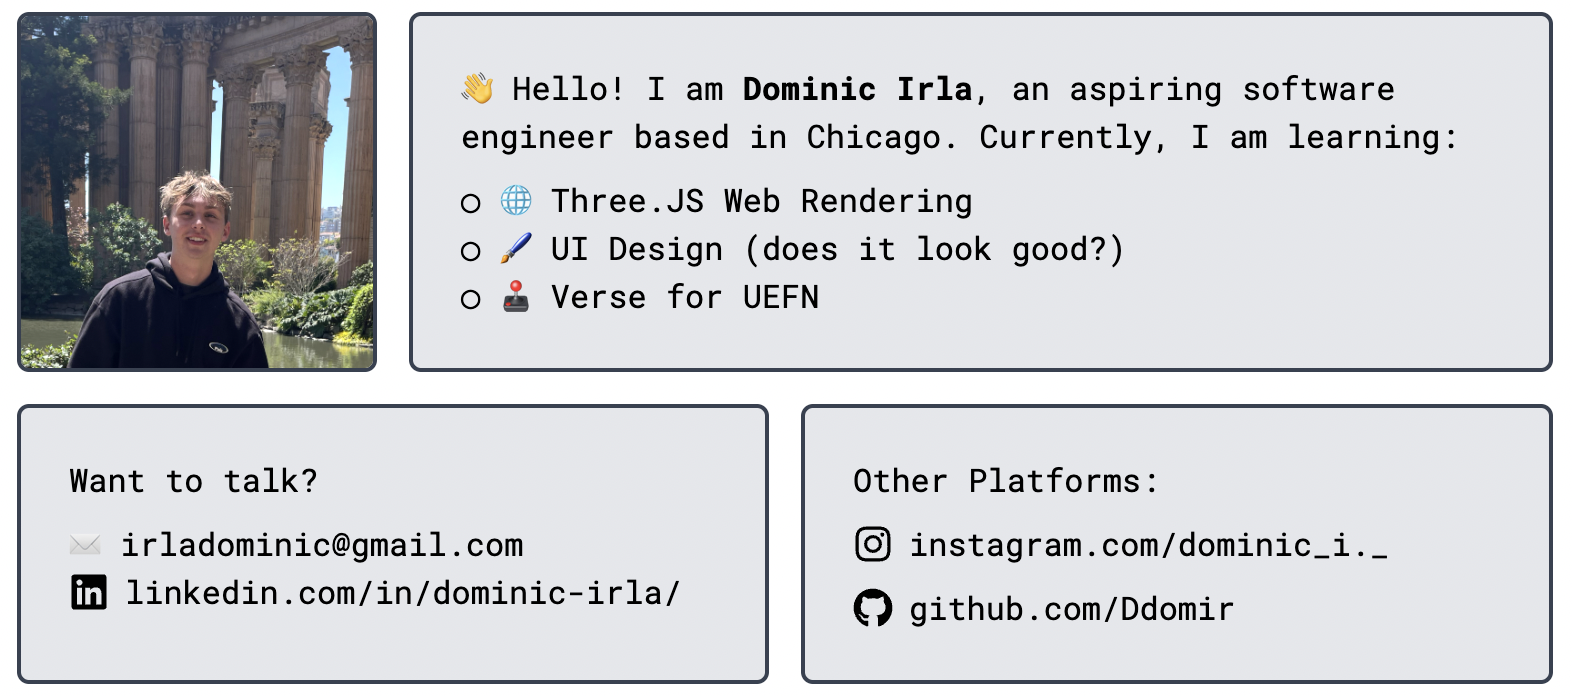 👋 Hello! I am Dominic Irla, an aspiring software
engineer based in Chicago. Currently, I am learning:
○ 🌐 Three.JS Web Rendering
○ 🖌️ UI Design (does it look good?)
○ 🕹️ Verse for UEFN
Want to talk?
✉️ irladominic@gmail.com
linkedin.com/in/dominic-irla/
Other Platforms:
instagram.com/dominic_i._
github.com/Ddomir